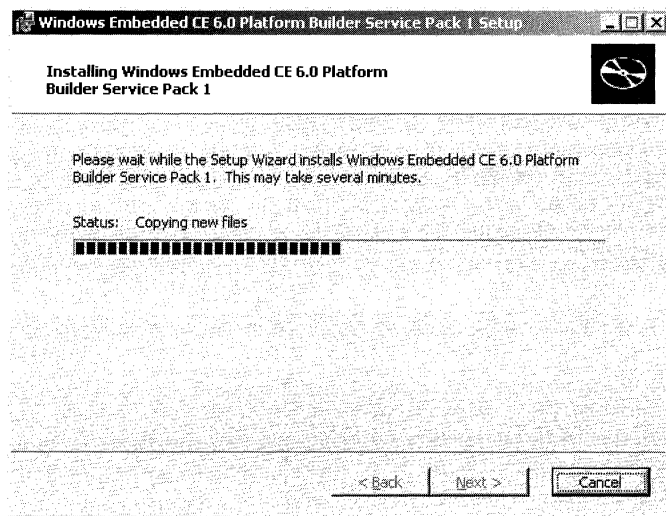 Windows Embedded CE 6.0 Platform Builder Service Pack 1 Setup
Installing Windows Embedded CE 6.0 Platform
Builder Service Pack 1
Please wait while the Setup Wizard installs Windows Embedded CE 6.0 Platform
Builder Service Pack 1. This may take several minutes.
Status: Copying new files
< Back Next > Cancel